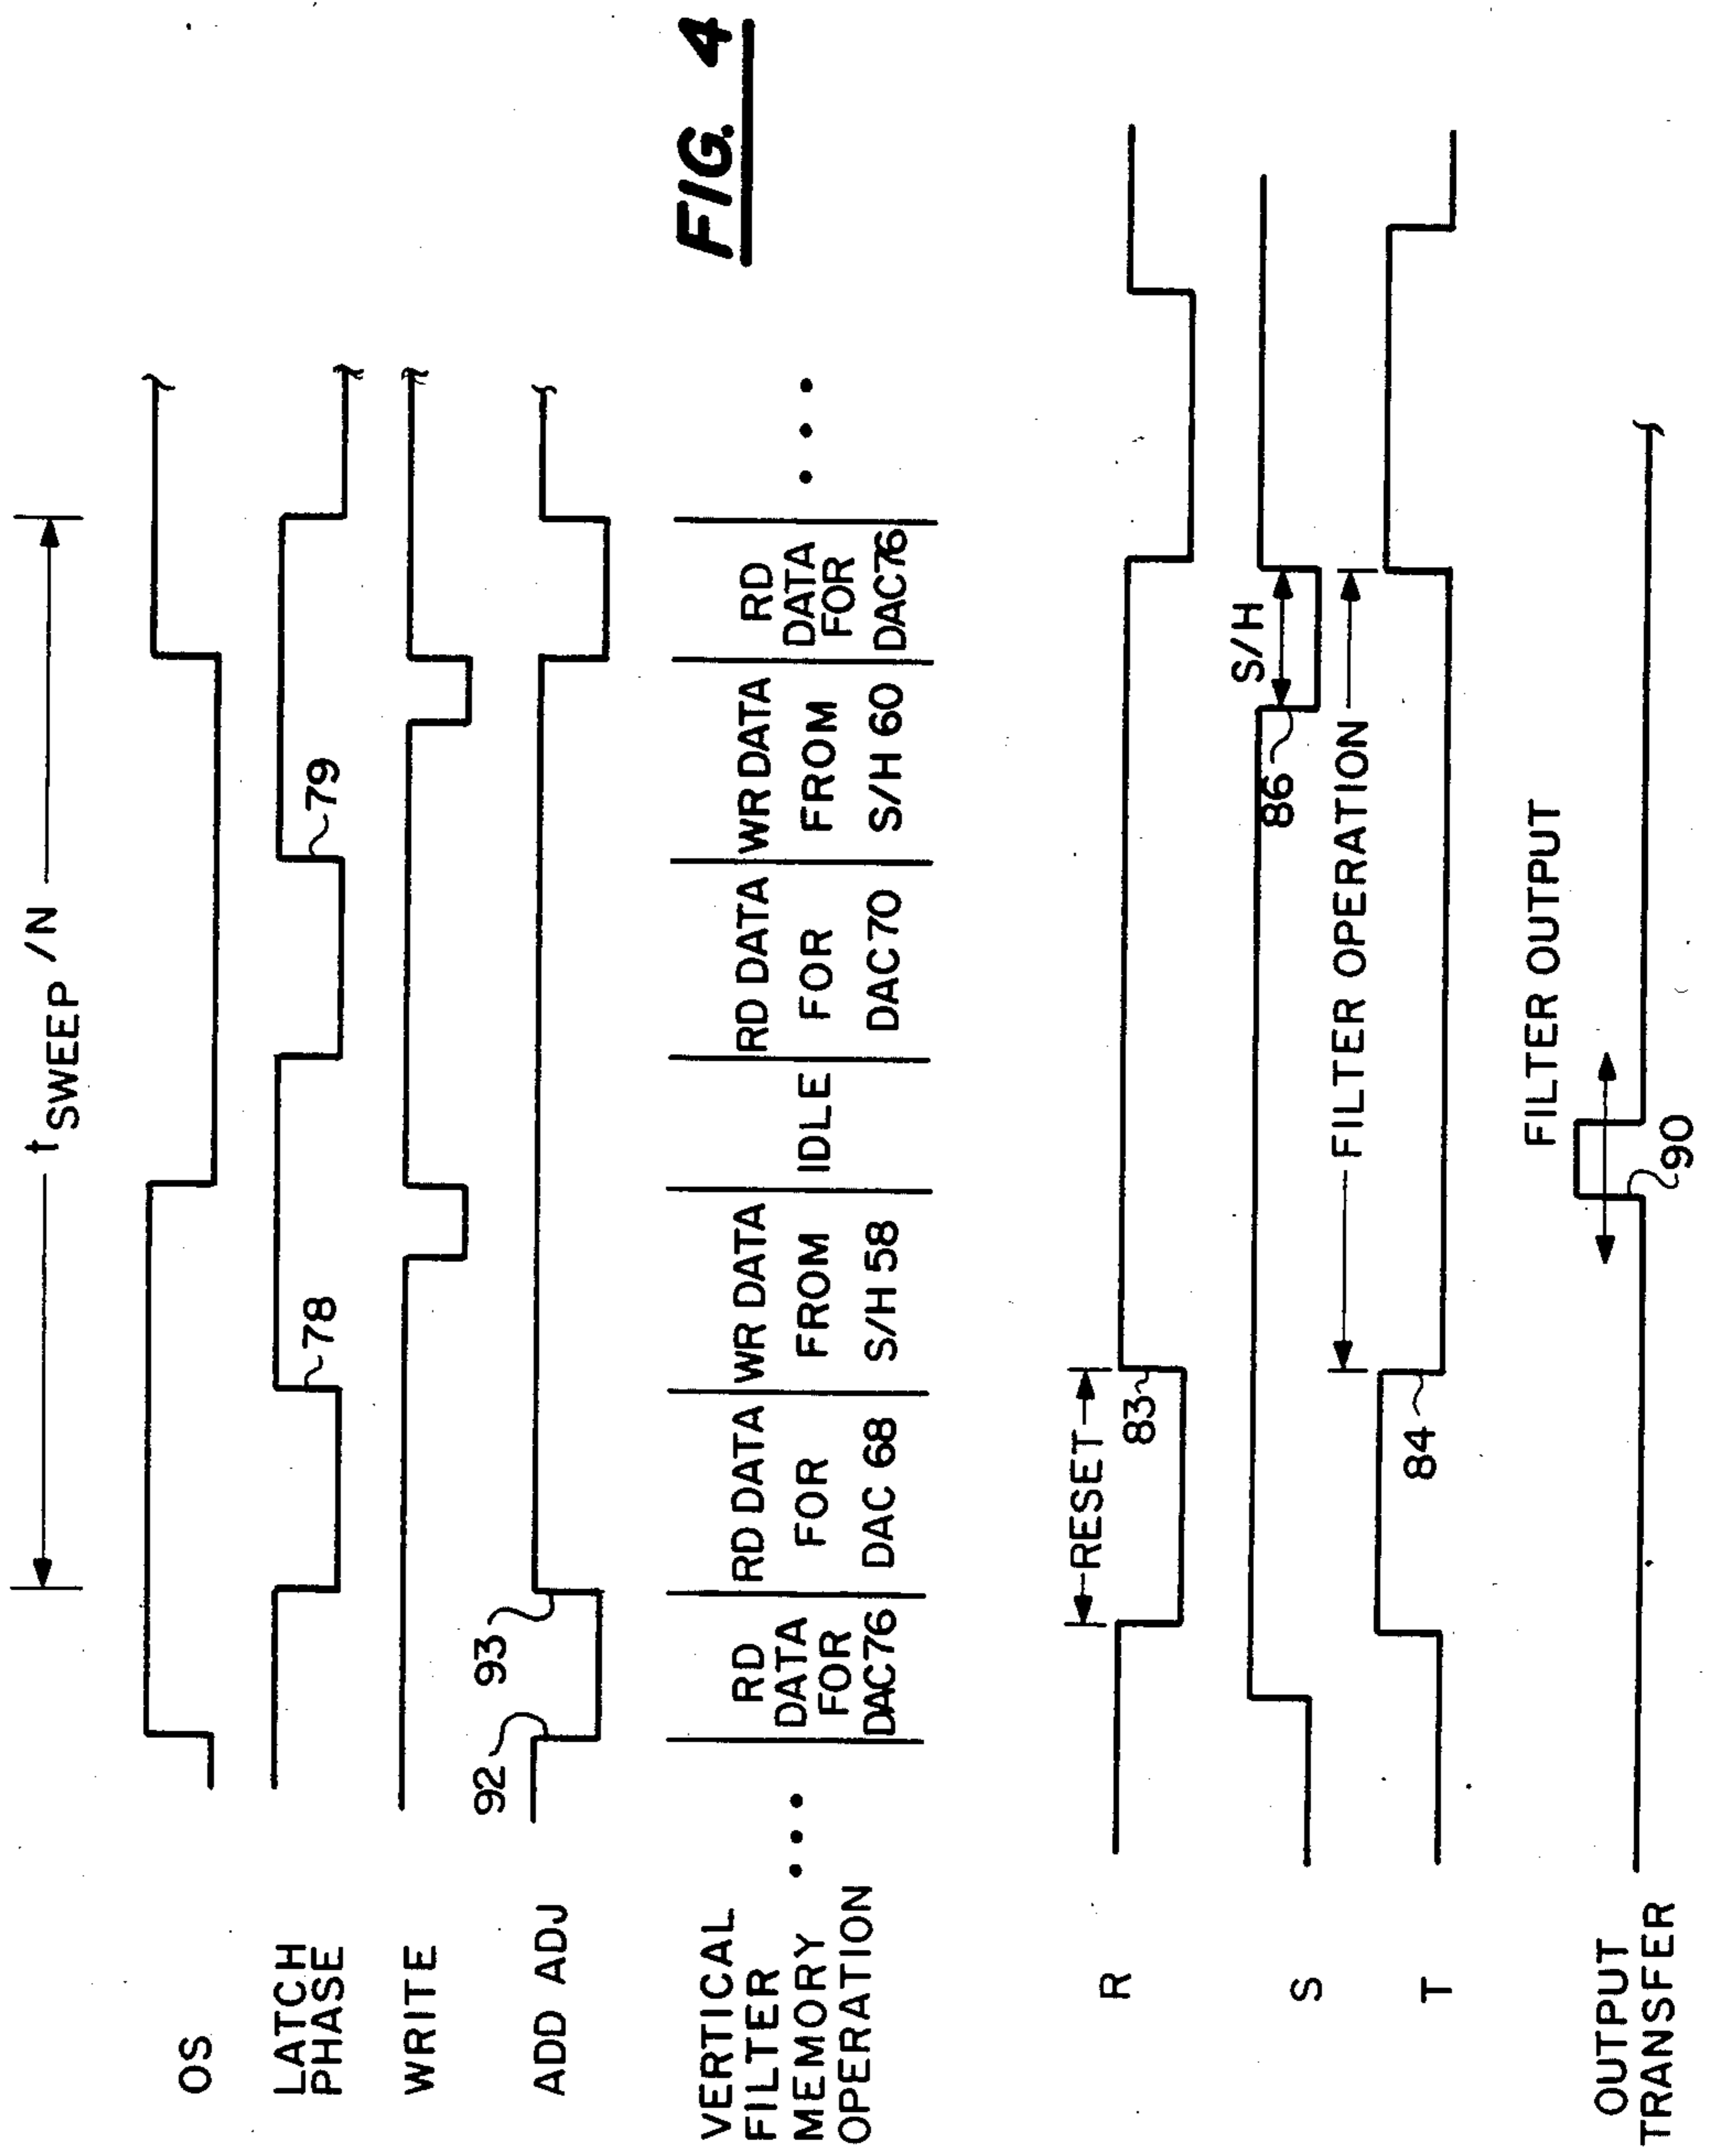 t SWEEP /N
OS
LATCH
PHASE
78
79
WRITE
ADD ADJ
92
93
VERTICAL
FILTER
MEMORY
OPERATION
RD
DATA
FOR
DAC76
RD DATA
FOR
DAC 68
WR DATA
FROM
S/H 58
IDLE
RD DATA
FOR
DAC70
WR DATA
FROM
S/H 60
RD
DATA
FOR
DAC76
FIG. 4
R
RESET
83
S
86
S/H
T
84
FILTER OPERATION
OUTPUT
TRANSFER
FILTER OUTPUT
90